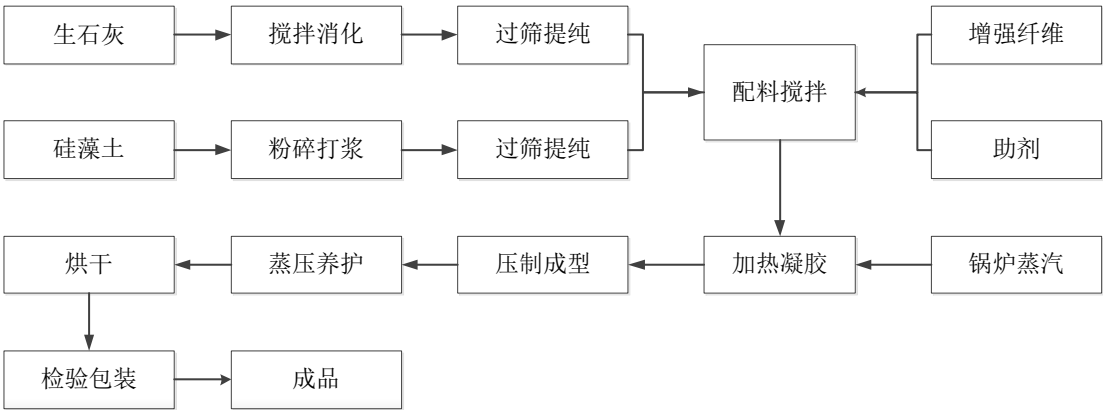 生石灰
搅拌消化
过筛提纯
配料搅拌
增强纤维
硅藻土
粉碎打浆
过筛提纯
助剂
烘干
蒸压养护
压制成型
加热凝胶
锅炉蒸汽
检验包装
成品